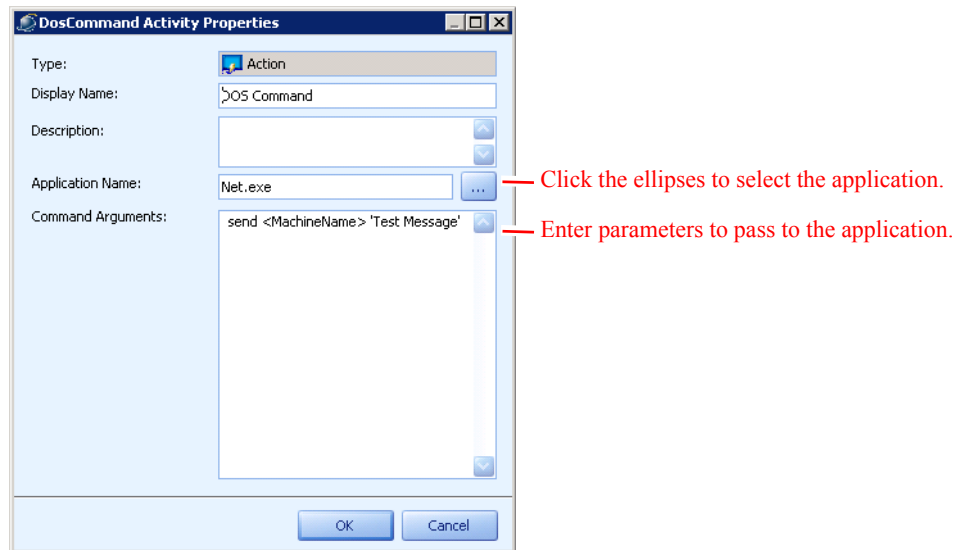 DosCommand Activity Properties
Type:
Action
Display Name:
DOS Command
Description:
Application Name:
Net.exe
...
Click the ellipses to select the application.
Command Arguments:
send <MachineName> 'Test Message'
Enter parameters to pass to the application.
OK
Cancel